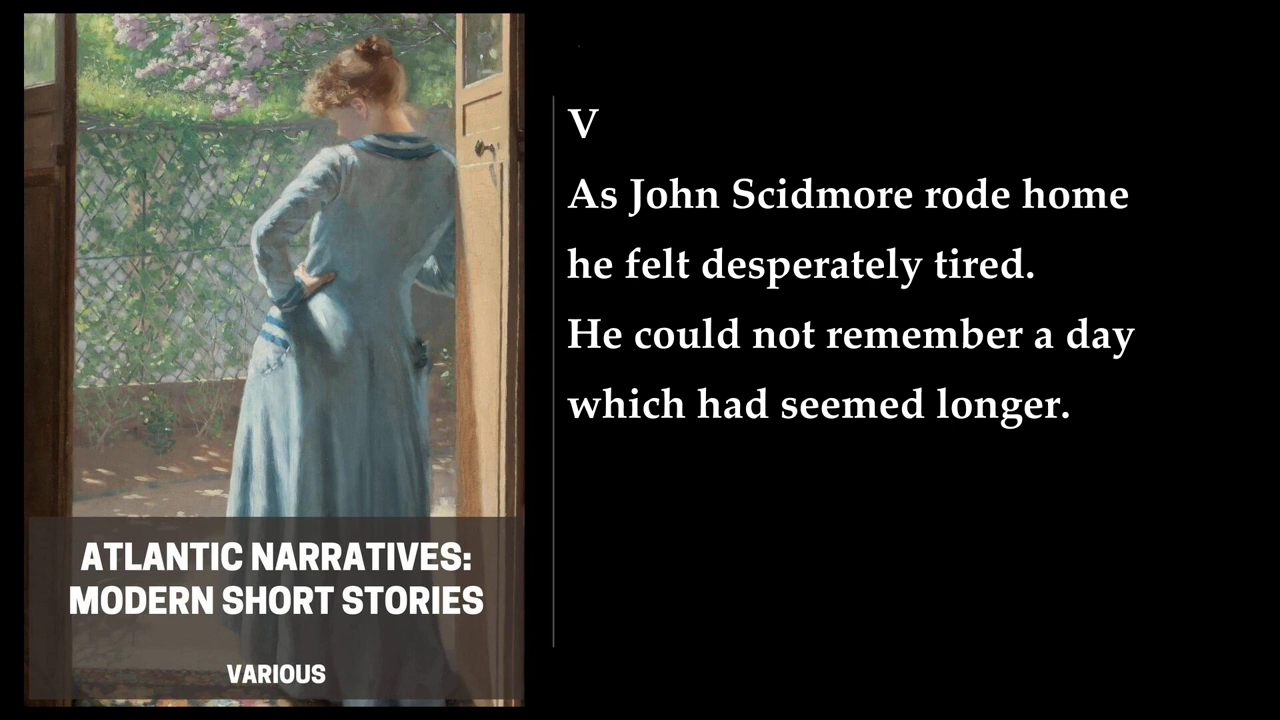 V
As John Scidmore rode home
he felt desperately tired.
He could not remember a day
which had seemed longer.
ATLANTIC NARRATIVES:
MODERN SHORT STORIES
VARIOUS